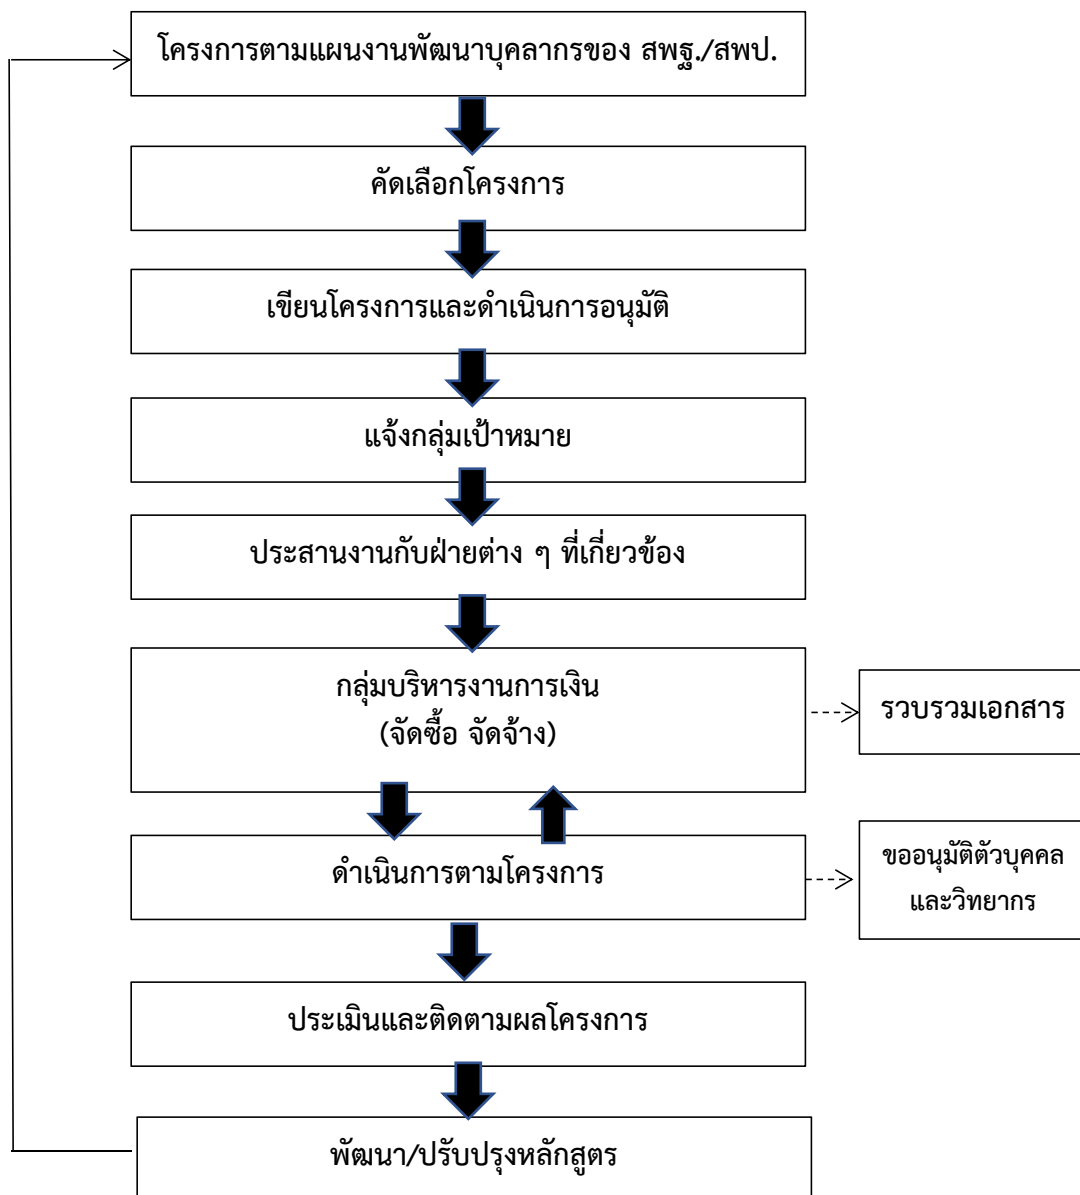 โครงการตามแผนงานพัฒนาบุคลากรของ สพฐ./สพป.
คัดเลือกโครงการ
เขียนโครงการและดำเนินการอนุมัติ
แจ้งกลุ่มเป้าหมาย
ประสานงานกับฝ่ายต่าง ๆ ที่เกี่ยวข้อง
กลุ่มบริหารงานการเงิน
(จัดซื้อ จัดจ้าง)
รวบรวมเอกสาร
ดำเนินการตามโครงการ
ขออนุมัติตัวบุคคล
และวิทยากร
ประเมินและติดตามผลโครงการ
พัฒนา/ปรับปรุงหลักสูตร